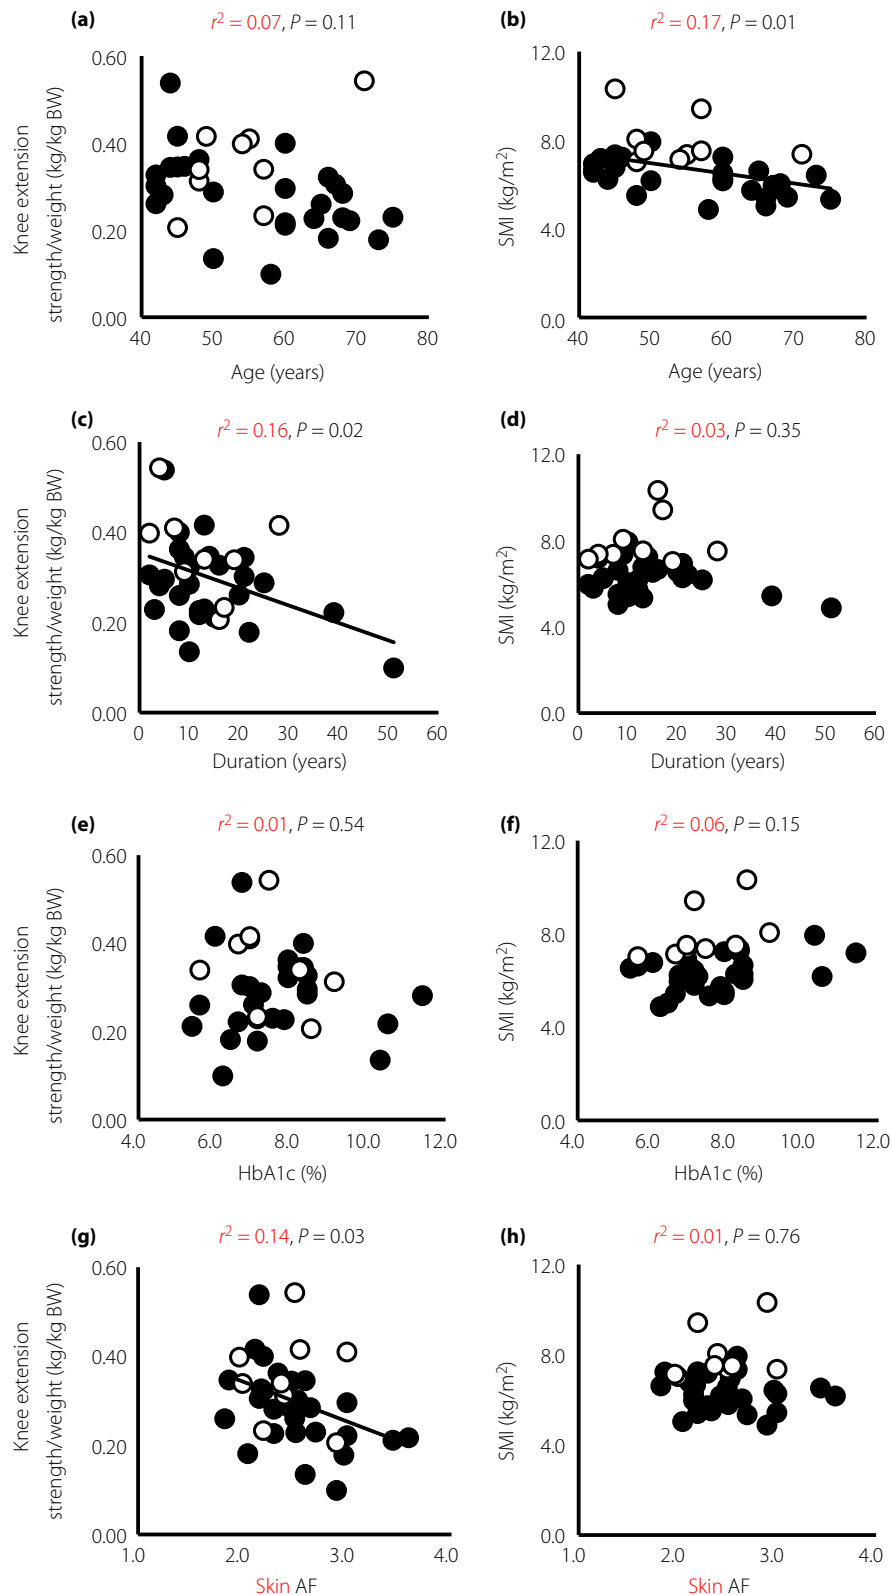 (a)
r² = 0.07, P = 0.11
Knee extension
strength/weight (kg/kg BW)
0.60
0.40
0.20
0.00
40 50 60 70 80
Age (years)
(b)
r² = 0.17, P = 0.01
SMI (kg/m²)
12.0
8.0
4.0
0.0
40 50 60 70 80
Age (years)
(c)
r² = 0.16, P = 0.02
Knee extension
strength/weight (kg/kg BW)
0.60
0.40
0.20
0.00
0 10 20 30 40 50 60
Duration (years)
(d)
r² = 0.03, P = 0.35
SMI (kg/m²)
12.0
8.0
4.0
0.0
0 10 20 30 40 50 60
Duration (years)
(e)
r² = 0.01, P = 0.54
Knee extension
strength/weight (kg/kg BW)
0.60
0.40
0.20
0.00
4.0 6.0 8.0 10.0 12.0
HbA1c (%)
(f)
r² = 0.06, P = 0.15
SMI (kg/m²)
12.0
8.0
4.0
0.0
4.0 6.0 8.0 10.0 12.0
HbA1c (%)
(g)
r² = 0.14, P = 0.03
Knee extension
strength/weight (kg/kg BW)
0.60
0.40
0.20
0.00
1.0 2.0 3.0 4.0
Skin AF
(h)
r² = 0.01, P = 0.76
SMI (kg/m²)
12.0
8.0
4.0
0.0
1.0 2.0 3.0 4.0
Skin AF